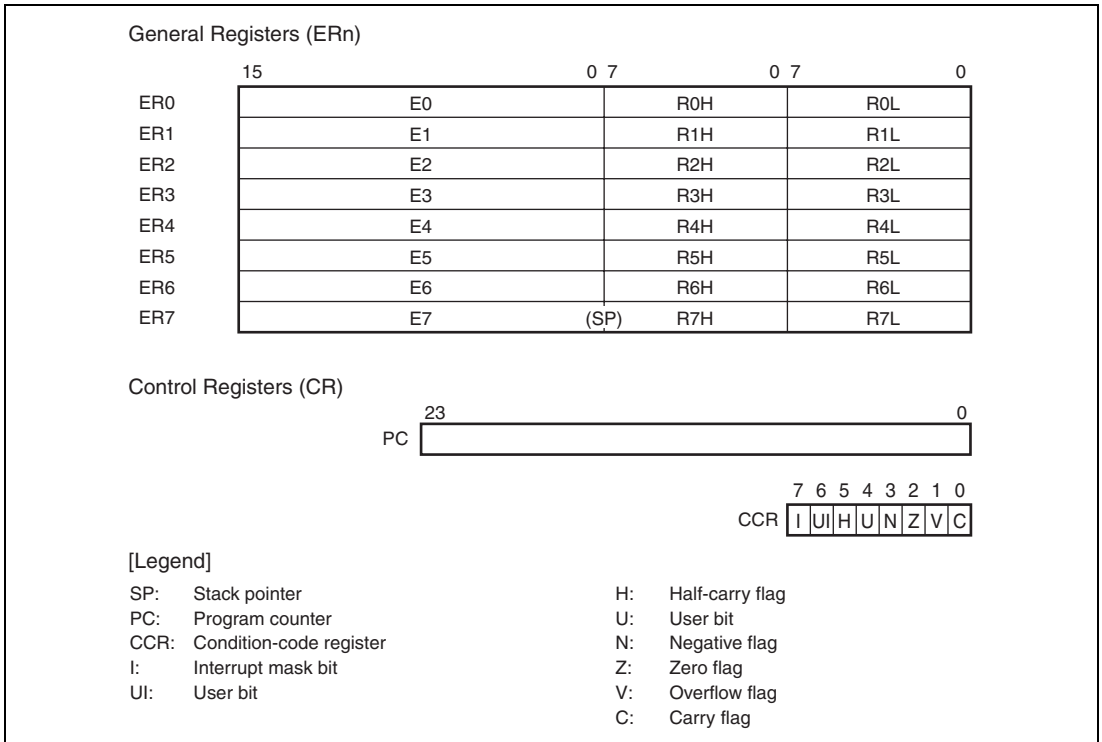 General Registers (ERn)
15 0 7 0 7 0
ER0 E0 R0H R0L
ER1 E1 R1H R1L
ER2 E2 R2H R2L
ER3 E3 R3H R3L
ER4 E4 R4H R4L
ER5 E5 R5H R5L
ER6 E6 R6H R6L
ER7 E7 (SP) R7H R7L
Control Registers (CR)
23 0
PC
7 6 5 4 3 2 1 0
CCR I UI H U N Z V C
[Legend]
SP: Stack pointer
PC: Program counter
CCR: Condition-code register
I: Interrupt mask bit
UI: User bit
H: Half-carry flag
U: User bit
N: Negative flag
Z: Zero flag
V: Overflow flag
C: Carry flag